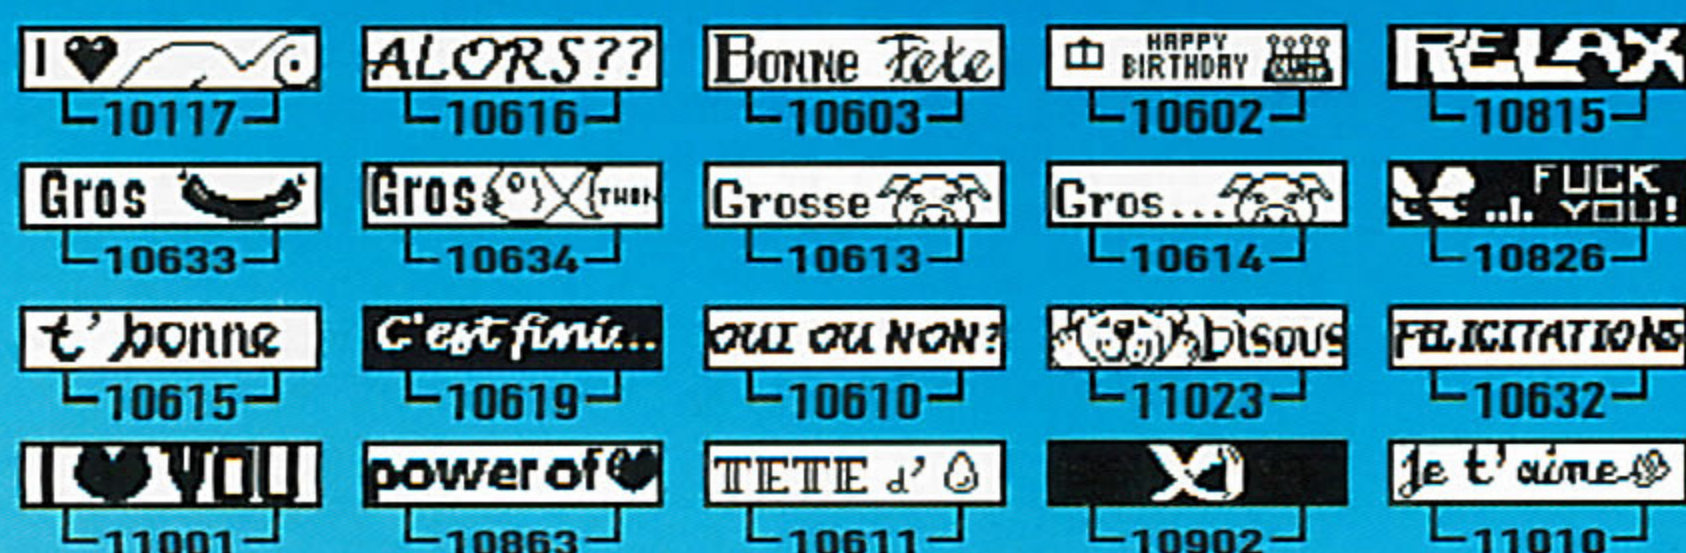 I
ALORS??
BONNE Fete
HAPPY
BIRTHDAY
RELAX
10117
10616
10603
10602
10815
Gros
Gros
Grosse
Gros...
FUCK
YOU!
10633
10634
10613
10614
10826
t' bonne
C'est fini...
OUI OU NON?
bisous
FELICITATIONS
10615
10619
10610
11023
10632
I YOU
power of
TETE d'
je t'aime
11001
10863
10611
10902
11010